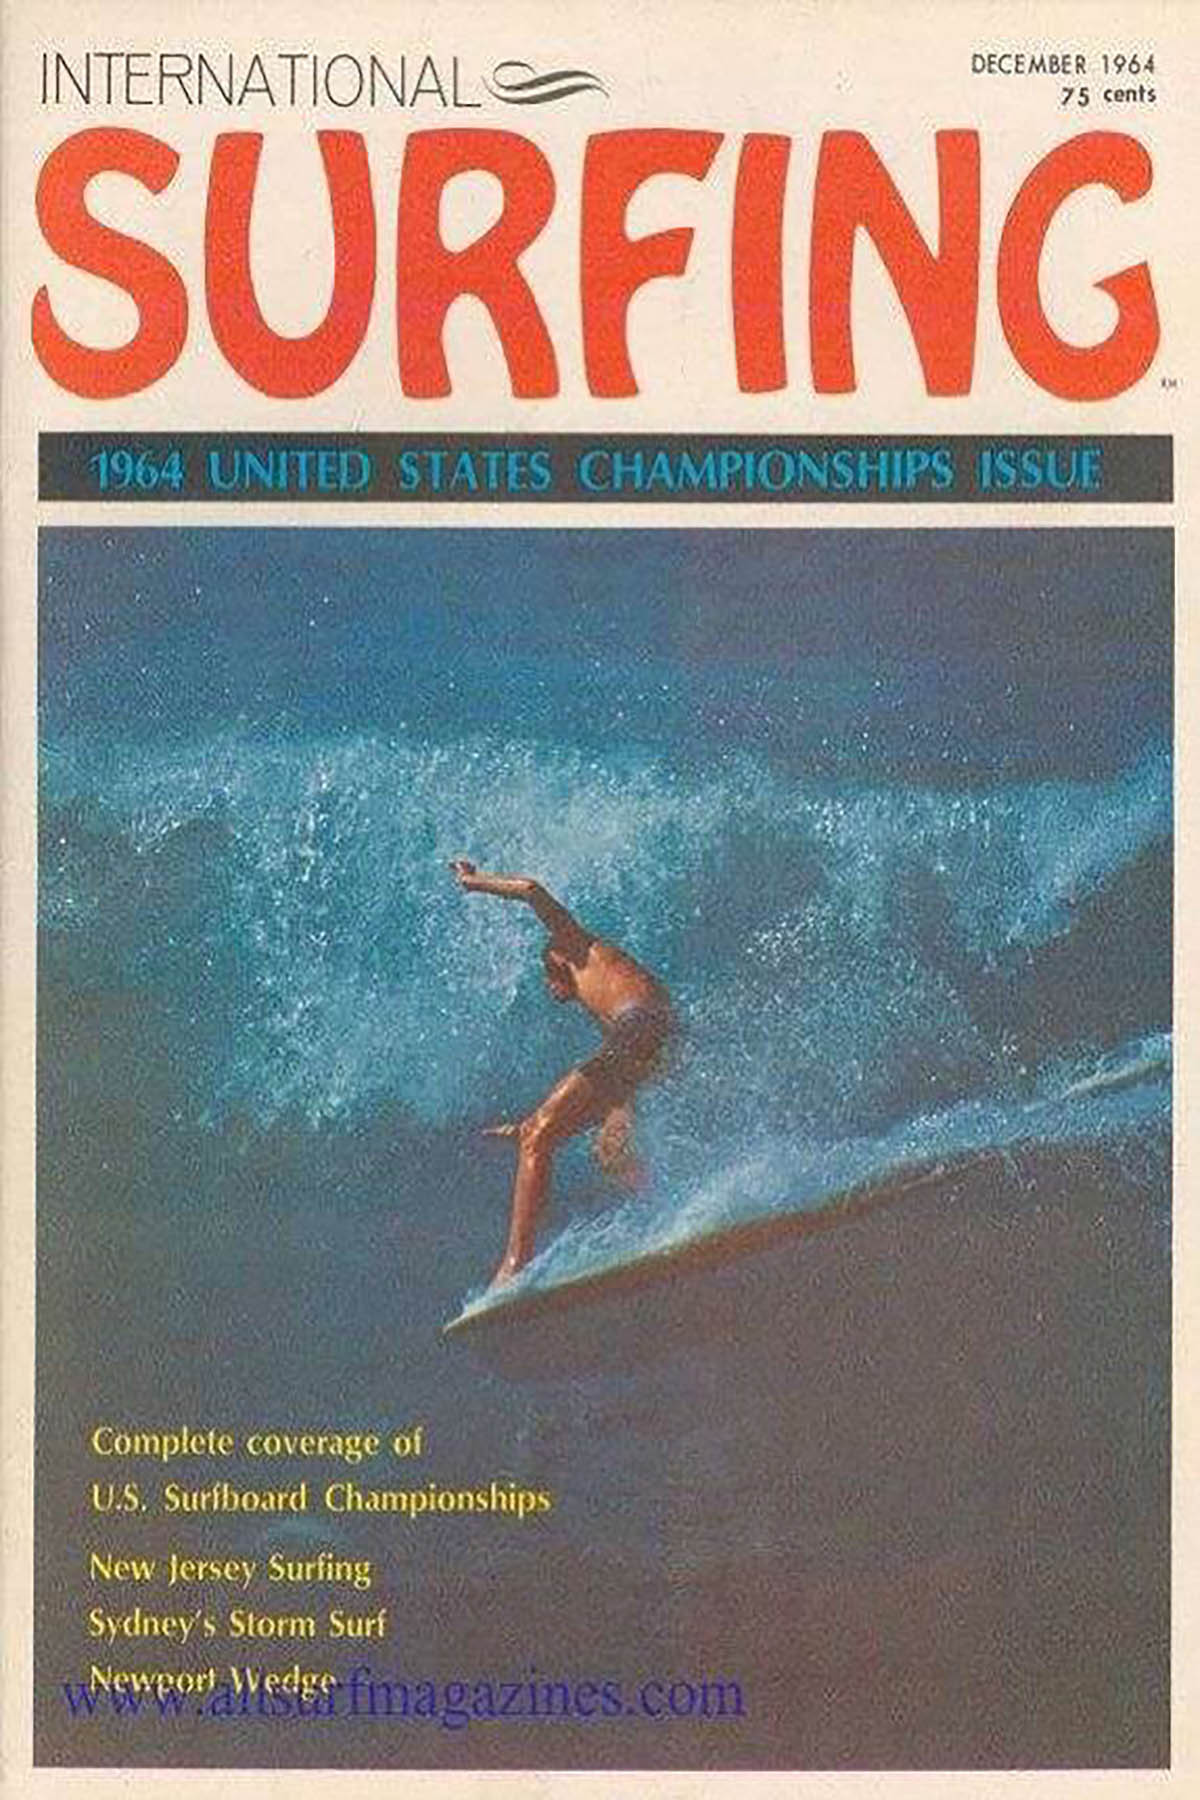 INTERNATIONAL
DECEMBER 1964
75 cents
SURFING
1964 UNITED STATES CHAMPIONSHIPS ISSUE
Complete coverage of
U.S. Surfboard Championships
New Jersey Surfing
Sydney's Storm Surf
Newport Wedge
www.altsurfmagazines.com